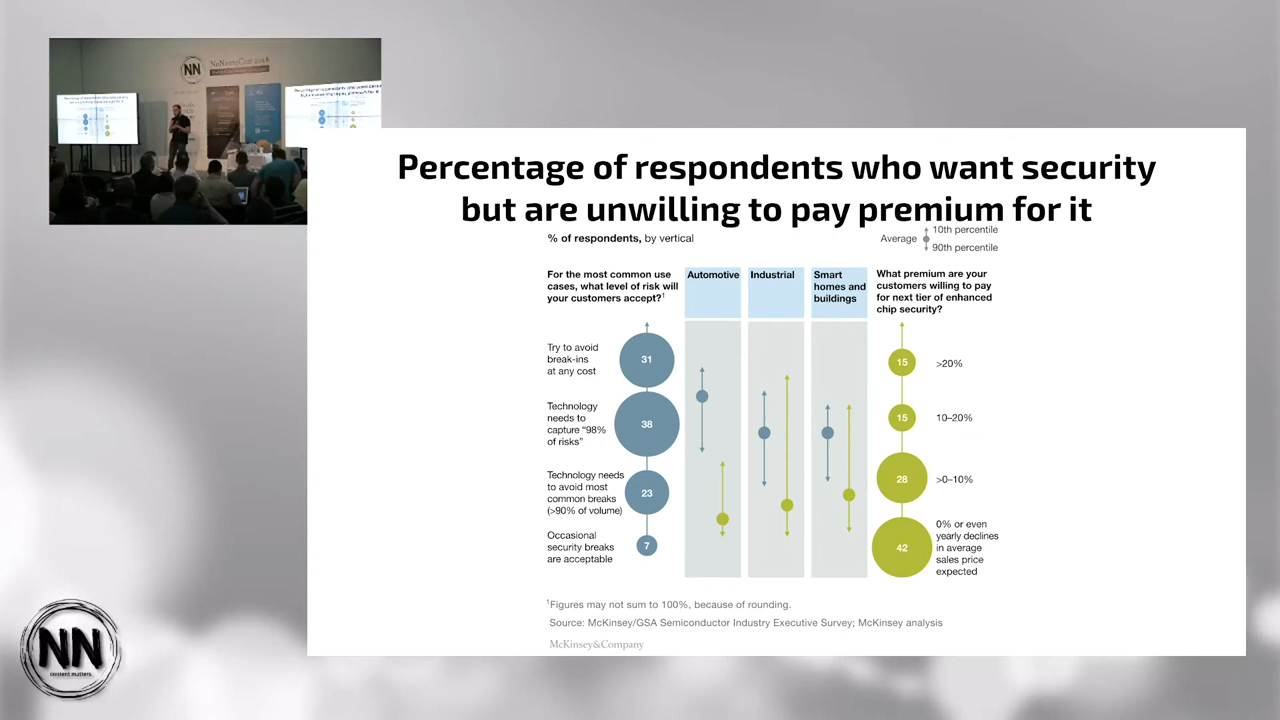 NN
NoNameCon 2018
Percentage of respondents who want security
but are unwilling to pay premium for it
% of respondents, by vertical
Average
10th percentile
90th percentile
For the most common use
cases, what level of risk will
your customers accept?1
Automotive
Industrial
Smart
homes and
buildings
What premium are your
customers willing to pay
for next tier of enhanced
chip security?
Try to avoid
break-ins
at any cost
31
15
>20%
Technology
needs to
capture “98%
of risks”
38
15
10–20%
Technology needs
to avoid most
common breaks
(>90% of volume)
23
28
>0–10%
Occasional
security breaks
are acceptable
7
42
0% or even
yearly declines
in average
sales price
expected
1Figures may not sum to 100%, because of rounding.
Source: McKinsey/GSA Semiconductor Industry Executive Survey; McKinsey analysis
McKinsey&Company
NN
content matters